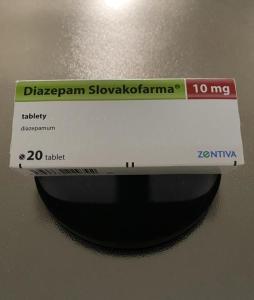 Diazepam Slovakofarma® 10 mg
tablety
diazepamum
20 tablet
ZENTIVA